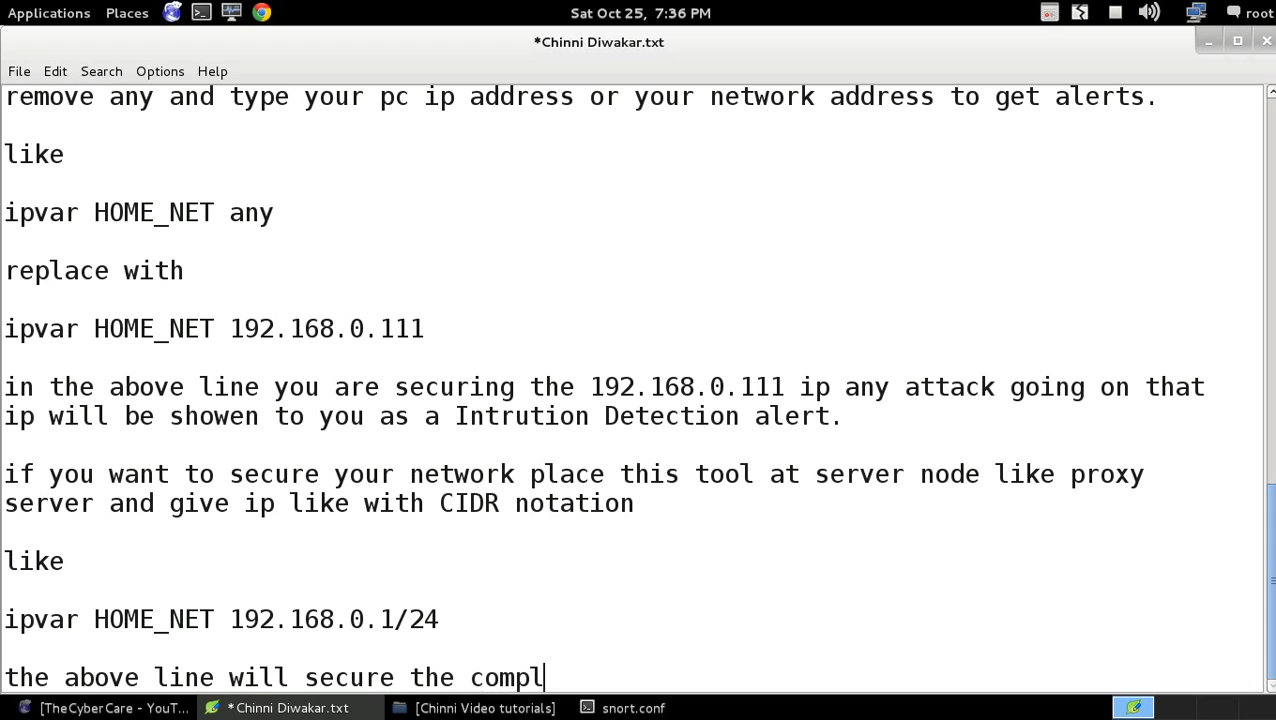 Applications Places Sat Oct 25, 7:36 PM root
*Chinni Diwakar.txt
File Edit Search Options Help
remove any and type your pc ip address or your network address to get alerts.
like
ipvar HOME_NET any
replace with
ipvar HOME_NET 192.168.0.111
in the above line you are securing the 192.168.0.111 ip any attack going on that
ip will be showen to you as a Intrution Detection alert.
if you want to secure your network place this tool at server node like proxy
server and give ip like with CIDR notation
like
ipvar HOME_NET 192.168.0.1/24
the above line will secure the compl
[TheCyberCare - YouT... *Chinni Diwakar.txt [Chinni Video tutorials] snort.conf